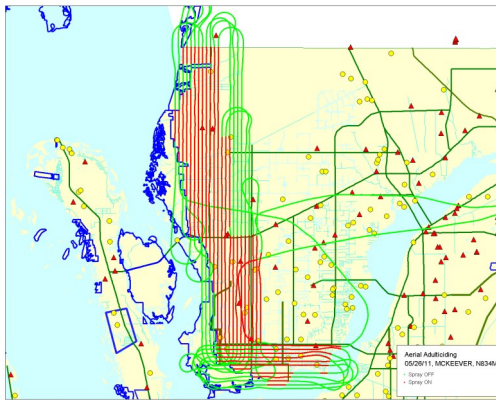 Aerial Adulticiding
05/26/11, MCKEEVER, N834M
Spray OFF
Spray ON